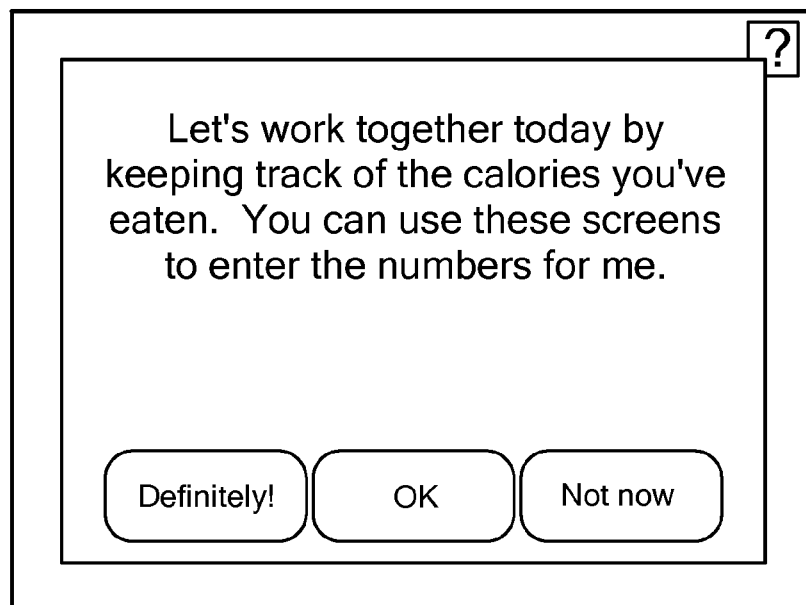 ?
Let's work together today by
keeping track of the calories you've
eaten.  You can use these screens
to enter the numbers for me.
Definitely!
OK
Not now